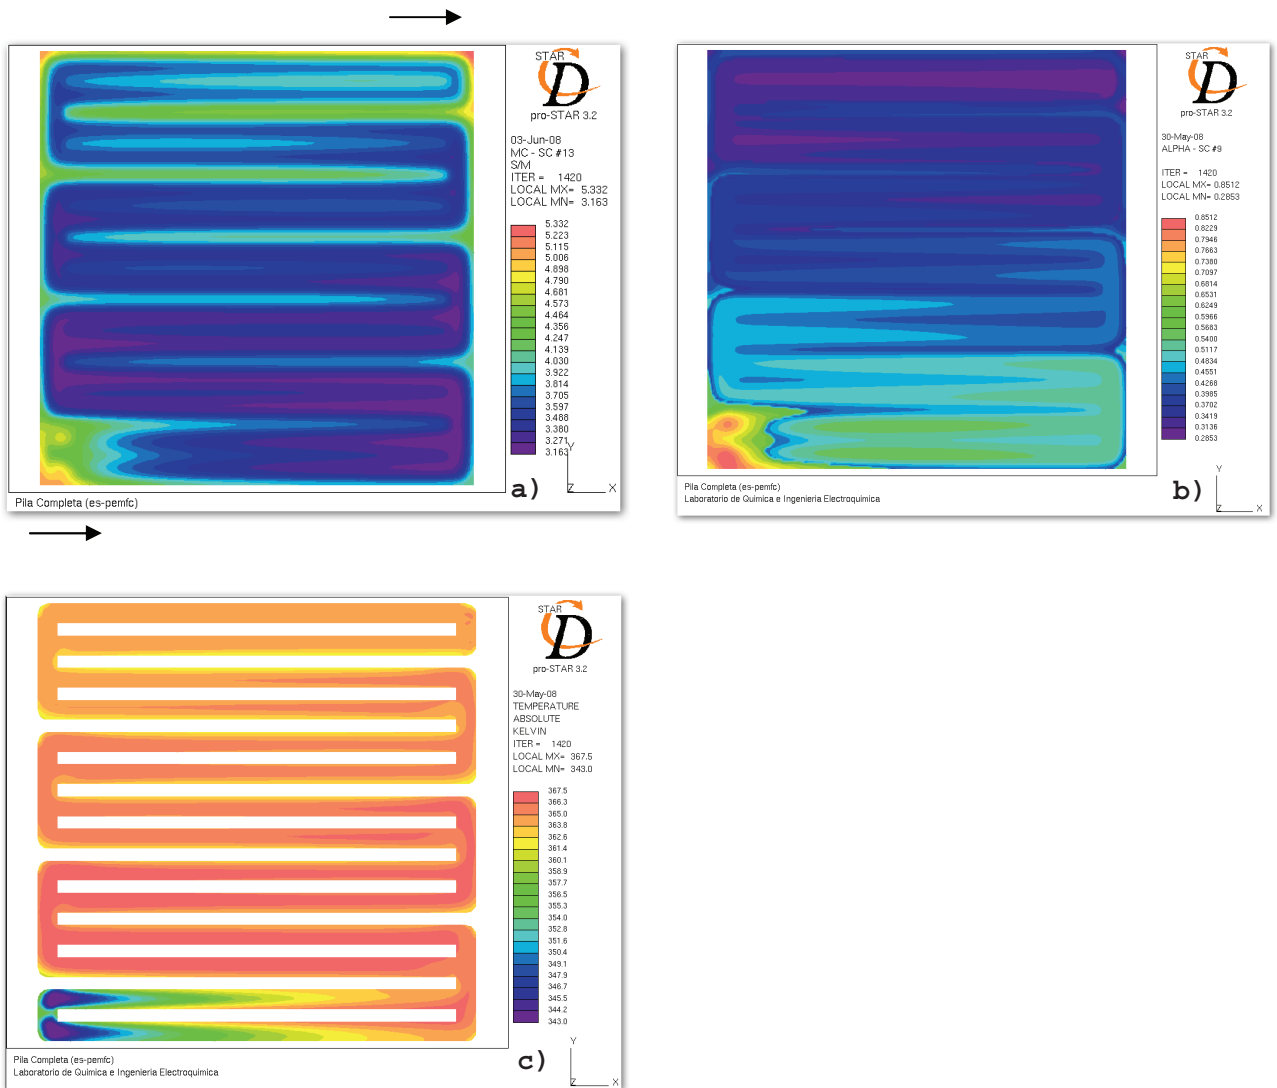 STAR
D
pro-STAR 3.2
03-Jun-08
MC - SC #13
S/M
ITER = 1420
LOCAL MX= 5.332
LOCAL MN= 3.163
5.332
5.223
5.115
5.006
4.898
4.790
4.681
4.573
4.464
4.356
4.247
4.139
4.030
3.922
3.814
3.705
3.597
3.488
3.380
3.271
3.163
Y
Z X
a)
Pila Completa (es-pemfc)
STAR
D
pro-STAR 3.2
30-May-08
ALPHA - SC #9
ITER = 1420
LOCAL MX= 0.8512
LOCAL MN= 0.2853
0.8512
0.8229
0.7946
0.7663
0.7380
0.7097
0.6814
0.6531
0.6249
0.5966
0.5683
0.5400
0.5117
0.4834
0.4551
0.4268
0.3985
0.3702
0.3419
0.3136
0.2853
Y
Z X
b)
Pila Completa (es-pemfc)
Laboratorio de Quimica e Ingenieria Electroquimica
STAR
D
pro-STAR 3.2
30-May-08
TEMPERATURE
ABSOLUTE
KELVIN
ITER = 1420
LOCAL MX= 367.5
LOCAL MN= 343.0
367.5
366.3
365.0
363.8
362.6
361.4
360.1
358.9
357.7
356.5
355.3
354.0
352.8
351.6
350.4
349.1
347.9
346.7
345.5
344.2
343.0
Y
Z X
c)
Pila Completa (es-pemfc)
Laboratorio de Quimica e Ingenieria Electroquimica